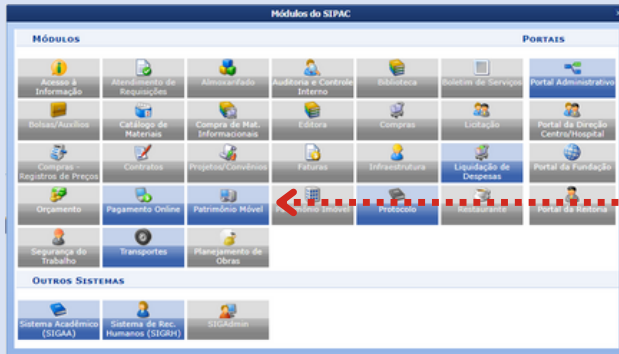 Módulos do SIPAC
MÓDULOS
PORTAIS
Acesso à
Informação
Atendimento de
Requisições
Almoxarifado
Auditoria e Controle
Interno
Biblioteca
Boletim de Serviços
Portal Administrativo
Bolsas/Auxílios
Catálogo de
Materiais
Compra de Mat.
Informacionais
Editora
Compras
Licitação
Portal da Direção
Centro/Hospital
Compras -
Registros de Preços
Contratos
Projetos/Convênios
Faturas
Infraestrutura
Liquidação de
Despesas
Portal da Fundação
Orçamento
Pagamento Online
Patrimônio Móvel
Patrimônio Imóvel
Protocolo
Restaurante
Portal da Reitoria
Segurança do
Trabalho
Transportes
Planejamento de
Obras
OUTROS SISTEMAS
Sistema Acadêmico
(SIGAA)
Sistema de Rec.
Humanos (SIGRH)
SIGAdmin